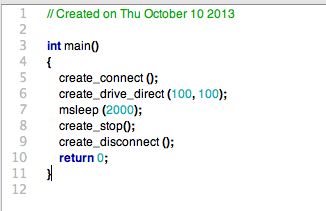 1 // Created on Thu October 10 2013
2
3 int main()
4 {
5 create_connect ();
6 create_drive_direct (100, 100);
7 msleep (2000);
8 create_stop();
9 create_disconnect ();
10 return 0;
11 }
12